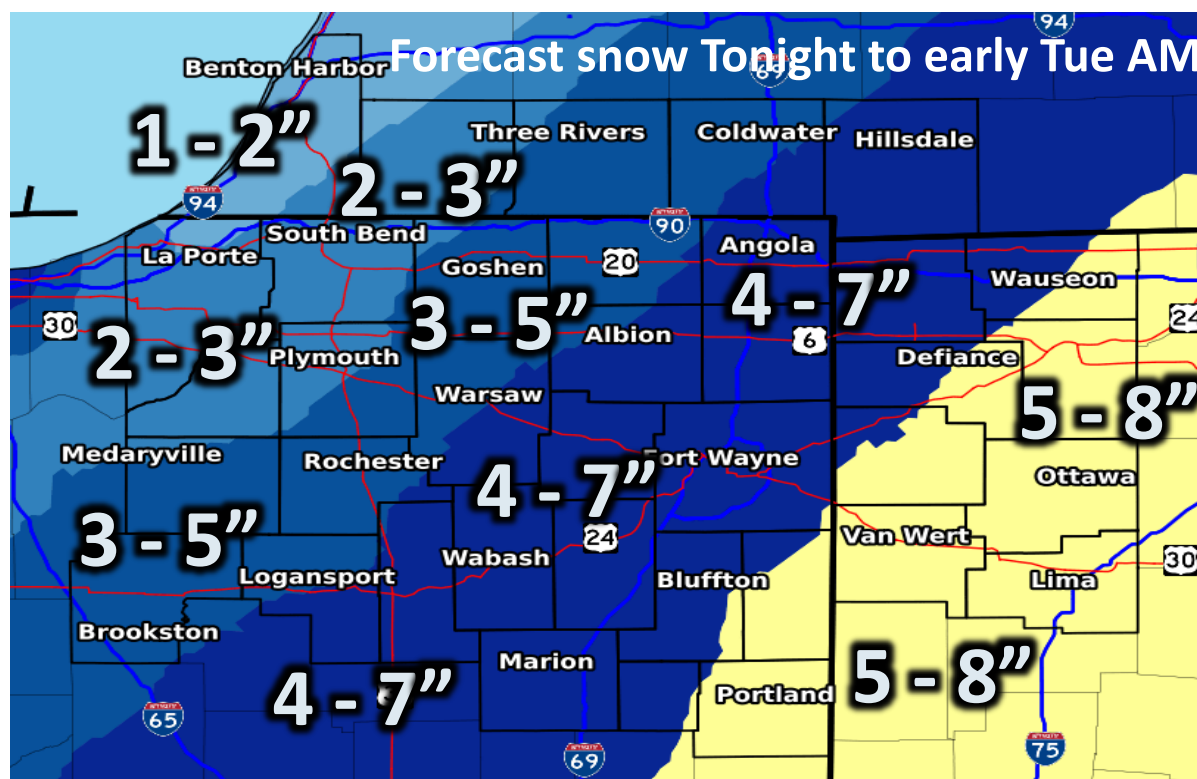 Forecast snow Tonight to early Tue AM
94
69
Benton Harbor
1 - 2”
Three Rivers
Coldwater
Hillsdale
2 - 3”
94
90
South Bend
La Porte
Goshen
20
Angola
Wauseon
30
3 - 5”
4 - 7”
24
2 - 3”
Plymouth
Albion
6
Defiance
Warsaw
5 - 8”
Medaryville
Rochester
4 - 7”
Fort Wayne
Ottawa
3 - 5”
24
Van Wert
Wabash
30
Logansport
Bluffton
Lima
Brookston
Marion
4 - 7”
Portland
5 - 8”
65
69
75